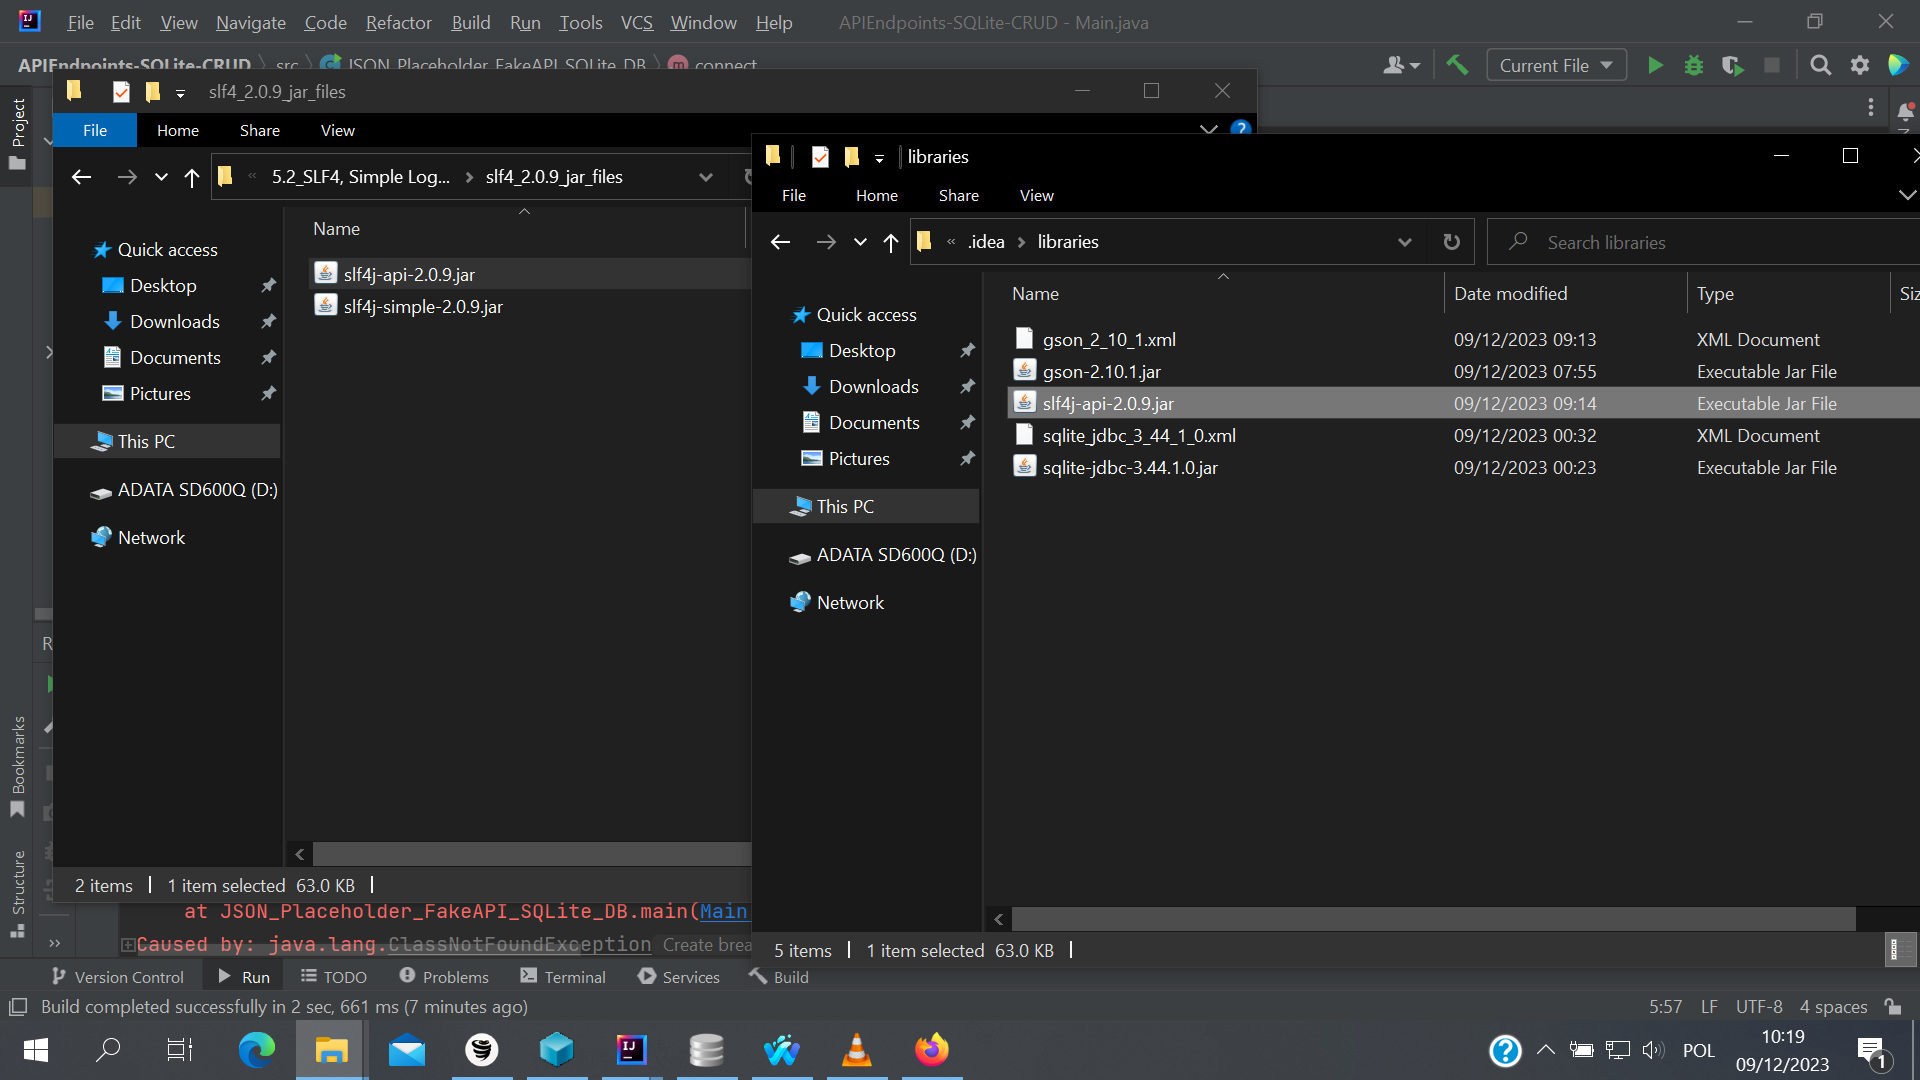 File Edit View Navigate Code Refactor Build Run Tools VCS Window Help APIEndpoints-SQLite-CRUD - Main.java
APIEndpoints-SQLite-CRUD src JSON_Placeholder_FakeAPI_SQLite_DB connect Current File
Project
Bookmarks
Structure
slf4_2.0.9_jar_files
File Home Share View
« 5.2_SLF4, Simple Log... slf4_2.0.9_jar_files
Name
Quick access
Desktop
Downloads
Documents
Pictures
This PC
ADATA SD600Q (D:)
Network
slf4j-api-2.0.9.jar
slf4j-simple-2.0.9.jar
2 items 1 item selected 63.0 KB
libraries
File Home Share View
« .idea libraries Search libraries
Quick access
Desktop
Downloads
Documents
Pictures
This PC
ADATA SD600Q (D:)
Network
Name Date modified Type Siz
gson_2_10_1.xml 09/12/2023 09:13 XML Document
gson-2.10.1.jar 09/12/2023 07:55 Executable Jar File
slf4j-api-2.0.9.jar 09/12/2023 09:14 Executable Jar File
sqlite_jdbc_3_44_1_0.xml 09/12/2023 00:32 XML Document
sqlite-jdbc-3.44.1.0.jar 09/12/2023 00:23 Executable Jar File
5 items 1 item selected 63.0 KB
R
at JSON_Placeholder_FakeAPI_SQLite_DB.main(Main
Caused by: java.lang.ClassNotFoundException Create brea
Version Control Run TODO Problems Terminal Services Build
Build completed successfully in 2 sec, 661 ms (7 minutes ago) 5:57 LF UTF-8 4 spaces
POL 10:19
09/12/2023 1